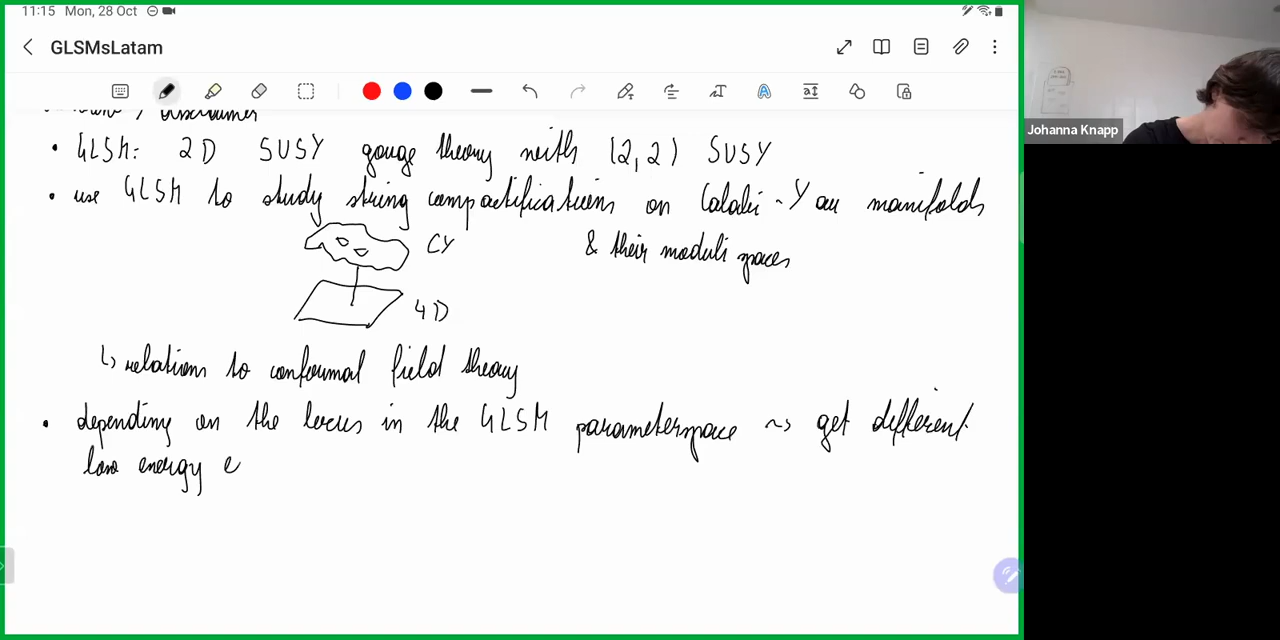 11:15 Mon, 28 Oct
GLSMsLatam
Johanna Knapp
disclaimer
• GLSM: 2D SUSY gauge theory with (2,2) SUSY
• use GLSM to study string compactifications on Calabi-Yau manifolds
& their moduli spaces
CY
4D
↳ relations to conformal field theory
• depending on the locus in the GLSM parameterspace ⇝ get different
low energy e